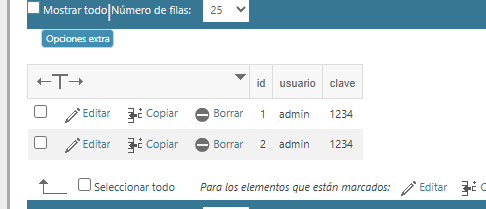 Mostrar todo Número de filas: 25
Opciones extra
id usuario clave
Editar Copiar Borrar 1 admin 1234
Editar Copiar Borrar 2 admin 1234
Seleccionar todo Para los elementos que están marcados: Editar